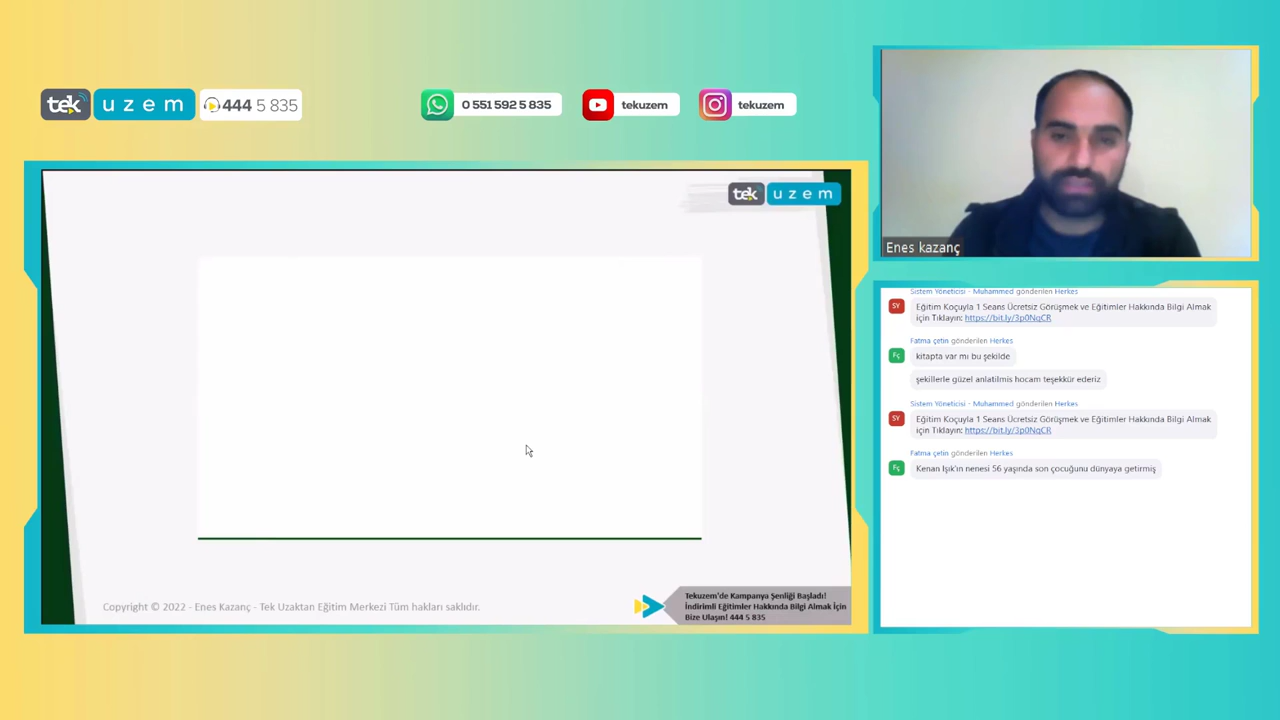 tek uzem 444 5 835
0 551 592 5 835
tekuzem
tekuzem
tek uzem
Copyright © 2022 - Enes Kazanç - Tek Uzaktan Eğitim Merkezi Tüm hakları saklıdır.
Tekuzem'de Kampanya Şenliği Başladı!
İndirimli Eğitimler Hakkında Bilgi Almak İçin
Bize Ulaşın! 444 5 835
Enes kazanç
Sistem Yöneticisi - Muhammed gönderilen Herkes
SY
Eğitim Koçuyla 1 Seans Ücretsiz Görüşmek ve Eğitimler Hakkında Bilgi Almak
için Tıklayın: https://bit.ly/3p0NqCR
Fatma çetin gönderilen Herkes
Fç
kitapta var mı bu şekilde
şekillerle güzel anlatilmis hocam teşekkür ederiz
Sistem Yöneticisi - Muhammed gönderilen Herkes
SY
Eğitim Koçuyla 1 Seans Ücretsiz Görüşmek ve Eğitimler Hakkında Bilgi Almak
için Tıklayın: https://bit.ly/3p0NqCR
Fatma çetin gönderilen Herkes
Fç
Kenan Işık'ın nenesi 56 yaşında son çocuğunu dünyaya getirmiş